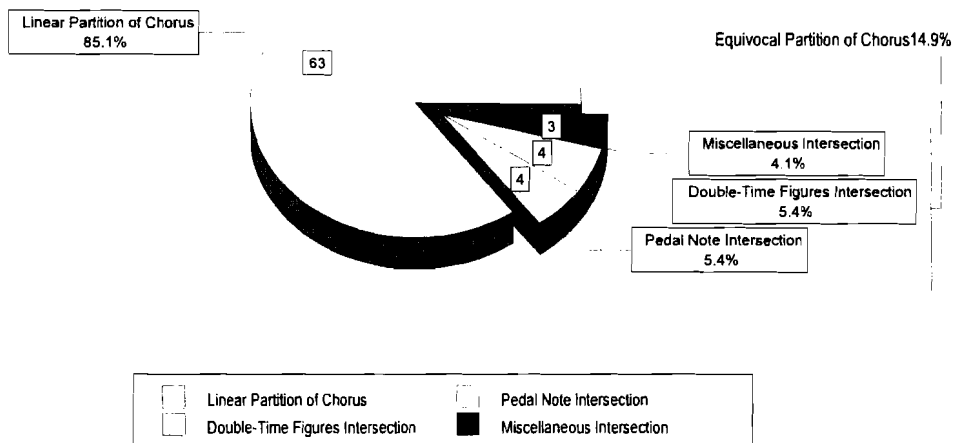 Linear Partition of Chorus
85.1%
Equivocal Partition of Chorus14.9%
63
3
4
4
Miscellaneous Intersection
4.1%
Double-Time Figures Intersection
5.4%
Pedal Note Intersection
5.4%
Linear Partition of Chorus
Pedal Note Intersection
Double-Time Figures Intersection
Miscellaneous Intersection